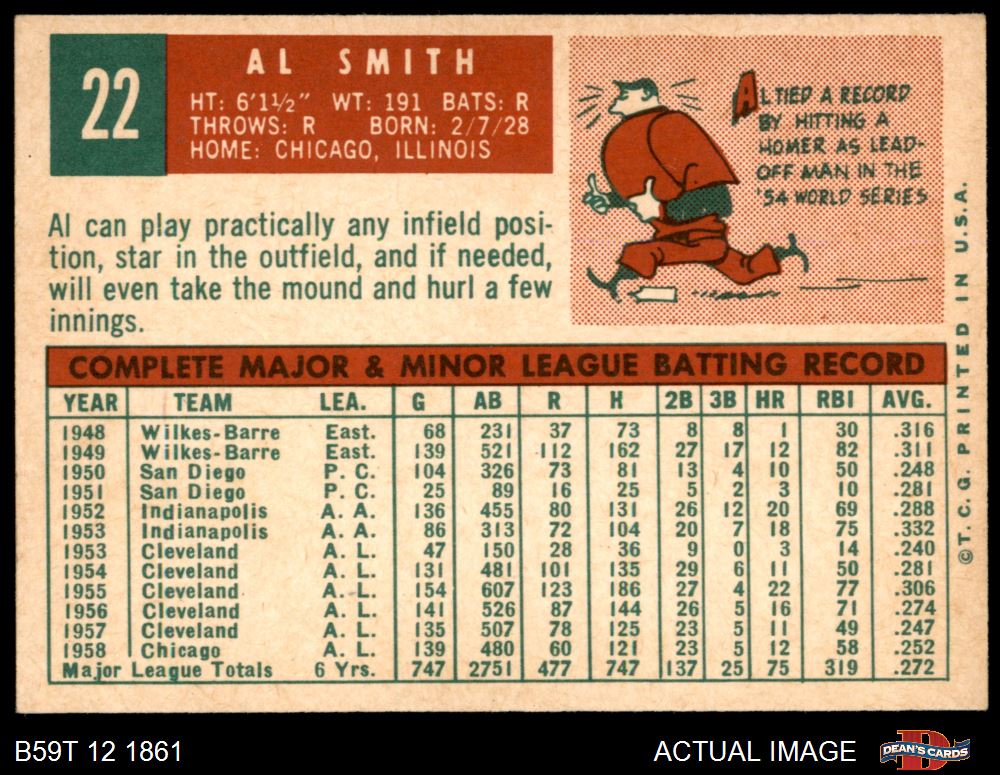 22
AL SMITH
HT: 6'1½" WT: 191 BATS: R
THROWS: R BORN: 2/7/28
HOME: CHICAGO, ILLINOIS
AL TIED A RECORD
BY HITTING A
HOMER AS LEAD-
OFF MAN IN THE
'54 WORLD SERIES
Al can play practically any infield posi-
tion, star in the outfield, and if needed,
will even take the mound and hurl a few
innings.
COMPLETE MAJOR & MINOR LEAGUE BATTING RECORD
YEAR TEAM LEA. G AB R H 2B 3B HR RBI AVG.
1948 Wilkes-Barre East. 68 231 37 73 8 8 1 30 .316
1949 Wilkes-Barre East. 139 521 112 162 27 17 12 82 .311
1950 San Diego P. C. 104 326 73 81 13 4 10 50 .248
1951 San Diego P. C. 25 89 16 25 5 2 3 10 .281
1952 Indianapolis A. A. 136 455 80 131 26 12 20 69 .288
1953 Indianapolis A. A. 86 313 72 104 20 7 18 75 .332
1953 Cleveland A. L. 47 150 28 36 9 0 3 14 .240
1954 Cleveland A. L. 131 481 101 135 29 6 11 50 .281
1955 Cleveland A. L. 154 607 123 186 27 4 22 77 .306
1956 Cleveland A. L. 141 526 87 144 26 5 16 71 .274
1957 Cleveland A. L. 135 507 78 125 23 5 11 49 .247
1958 Chicago A. L. 139 480 60 121 23 5 12 58 .252
Major League Totals 6 Yrs. 747 2751 477 747 137 25 75 319 .272
©T.C.G. PRINTED IN U.S.A.
B59T 12 1861
ACTUAL IMAGE
DEAN'S CARDS